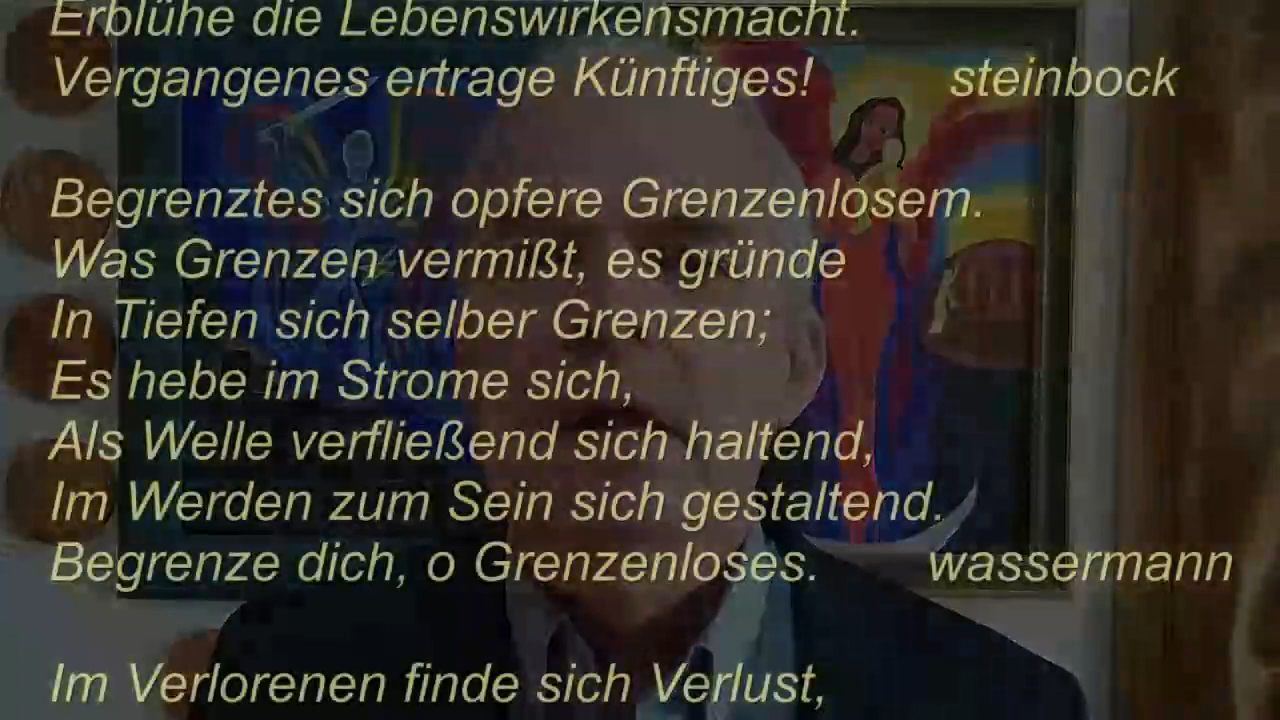 Erblühe die Lebenswirkensmacht.
Vergangenes ertrage Künftiges! steinbock
Begrenztes sich opfere Grenzenlosem.
Was Grenzen vermißt, es gründe
In Tiefen sich selber Grenzen;
Es hebe im Strome sich,
Als Welle verfließend sich haltend,
Im Werden zum Sein sich gestaltend.
Begrenze dich, o Grenzenloses. wassermann
Im Verlorenen finde sich Verlust,